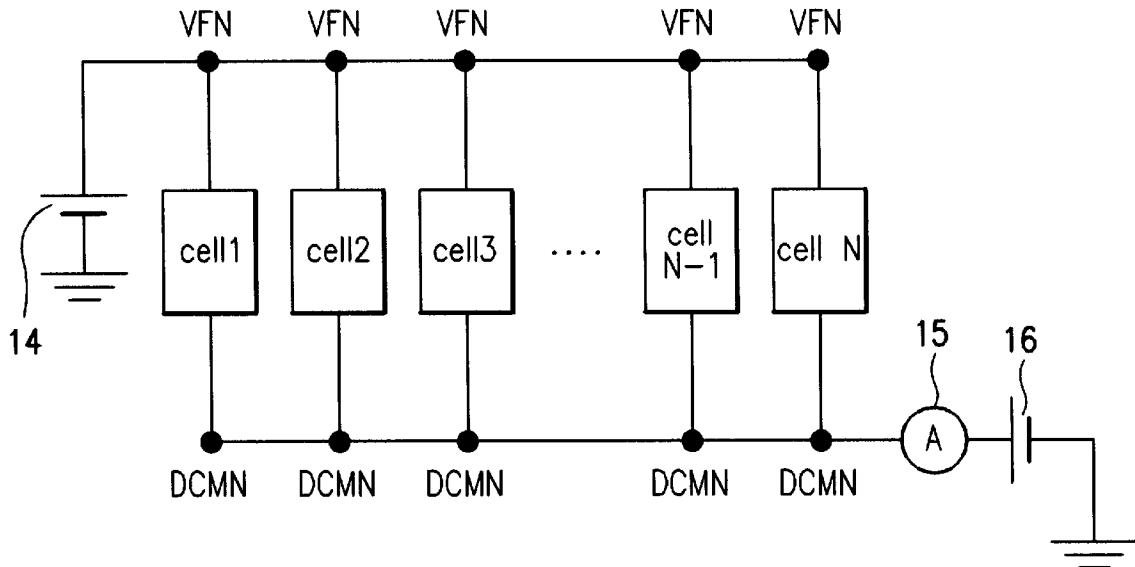 VFN VFN VFN VFN VFN
cell1 cell2 cell3 .... cell N-1 cell N
14
15
16
A
DCMN DCMN DCMN DCMN DCMN